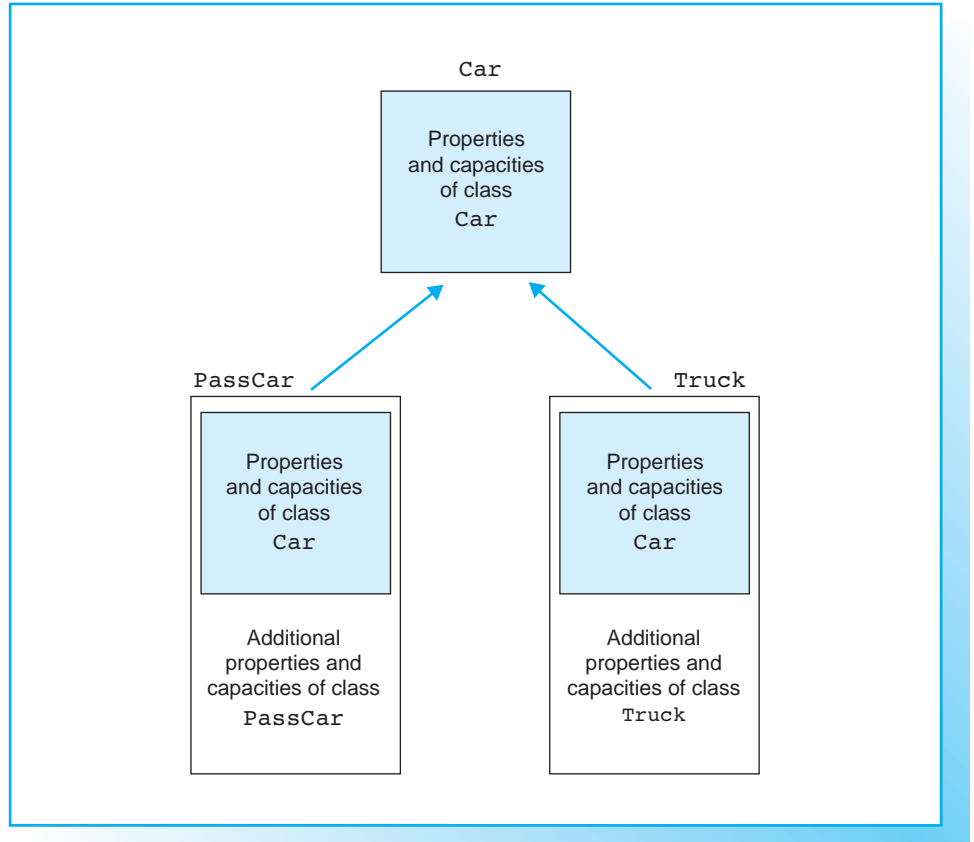 Car
Properties
and capacities
of class
Car
PassCar
Properties
and capacities
of class
Car
Additional
properties and
capacities of class
PassCar
Truck
Properties
and capacities
of class
Car
Additional
properties and
capacities of class
Truck